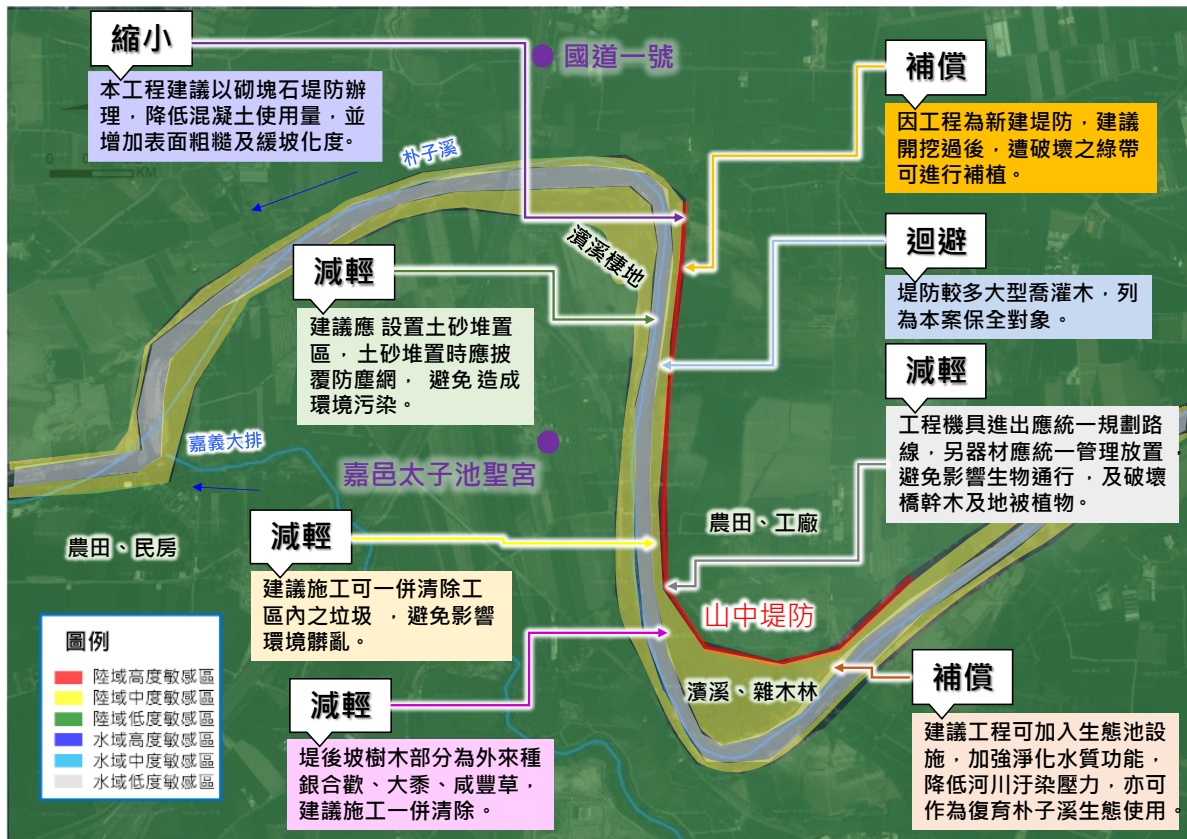 縮小
本工程建議以砌塊石堤防辦
理，降低混凝土使用量，並
增加表面粗糙及緩坡化度。
國道一號
補償
因工程為新建堤防，建議
開挖過後，遭破壞之綠帶
可進行補植。
0
KM
朴子溪
濱溪棲地
迴避
堤防較多大型喬灌木，列
為本案保全對象。
減輕
建議應 設置土砂堆置
區， 土砂堆置時應披
覆防塵網， 避免 造成
環境污染。
減輕
工程機具進出應統一規劃路
線，另器材應統一管理放置，
避免影響生物通行 ，及破壞
橋幹木及地被植物。
嘉義大排
嘉邑太子池聖宮
農田、民房
農田、工廠
減輕
建議施工可一併清除工
區內之垃圾 ，避免影響
環境髒亂。
山中堤防
濱溪、雜木林
圖例
陸域高度敏感區
陸域中度敏感區
陸域低度敏感區
水域高度敏感區
水域中度敏感區
水域低度敏感區
減輕
堤後坡樹木部分為外來種
銀合歡、大黍、咸豐草，
建議施工一併清除。
補償
建議工程可加入生態池設
施，加強淨化水質功能，
降低河川汙染壓力，亦可
作為復育朴子溪生態使用。